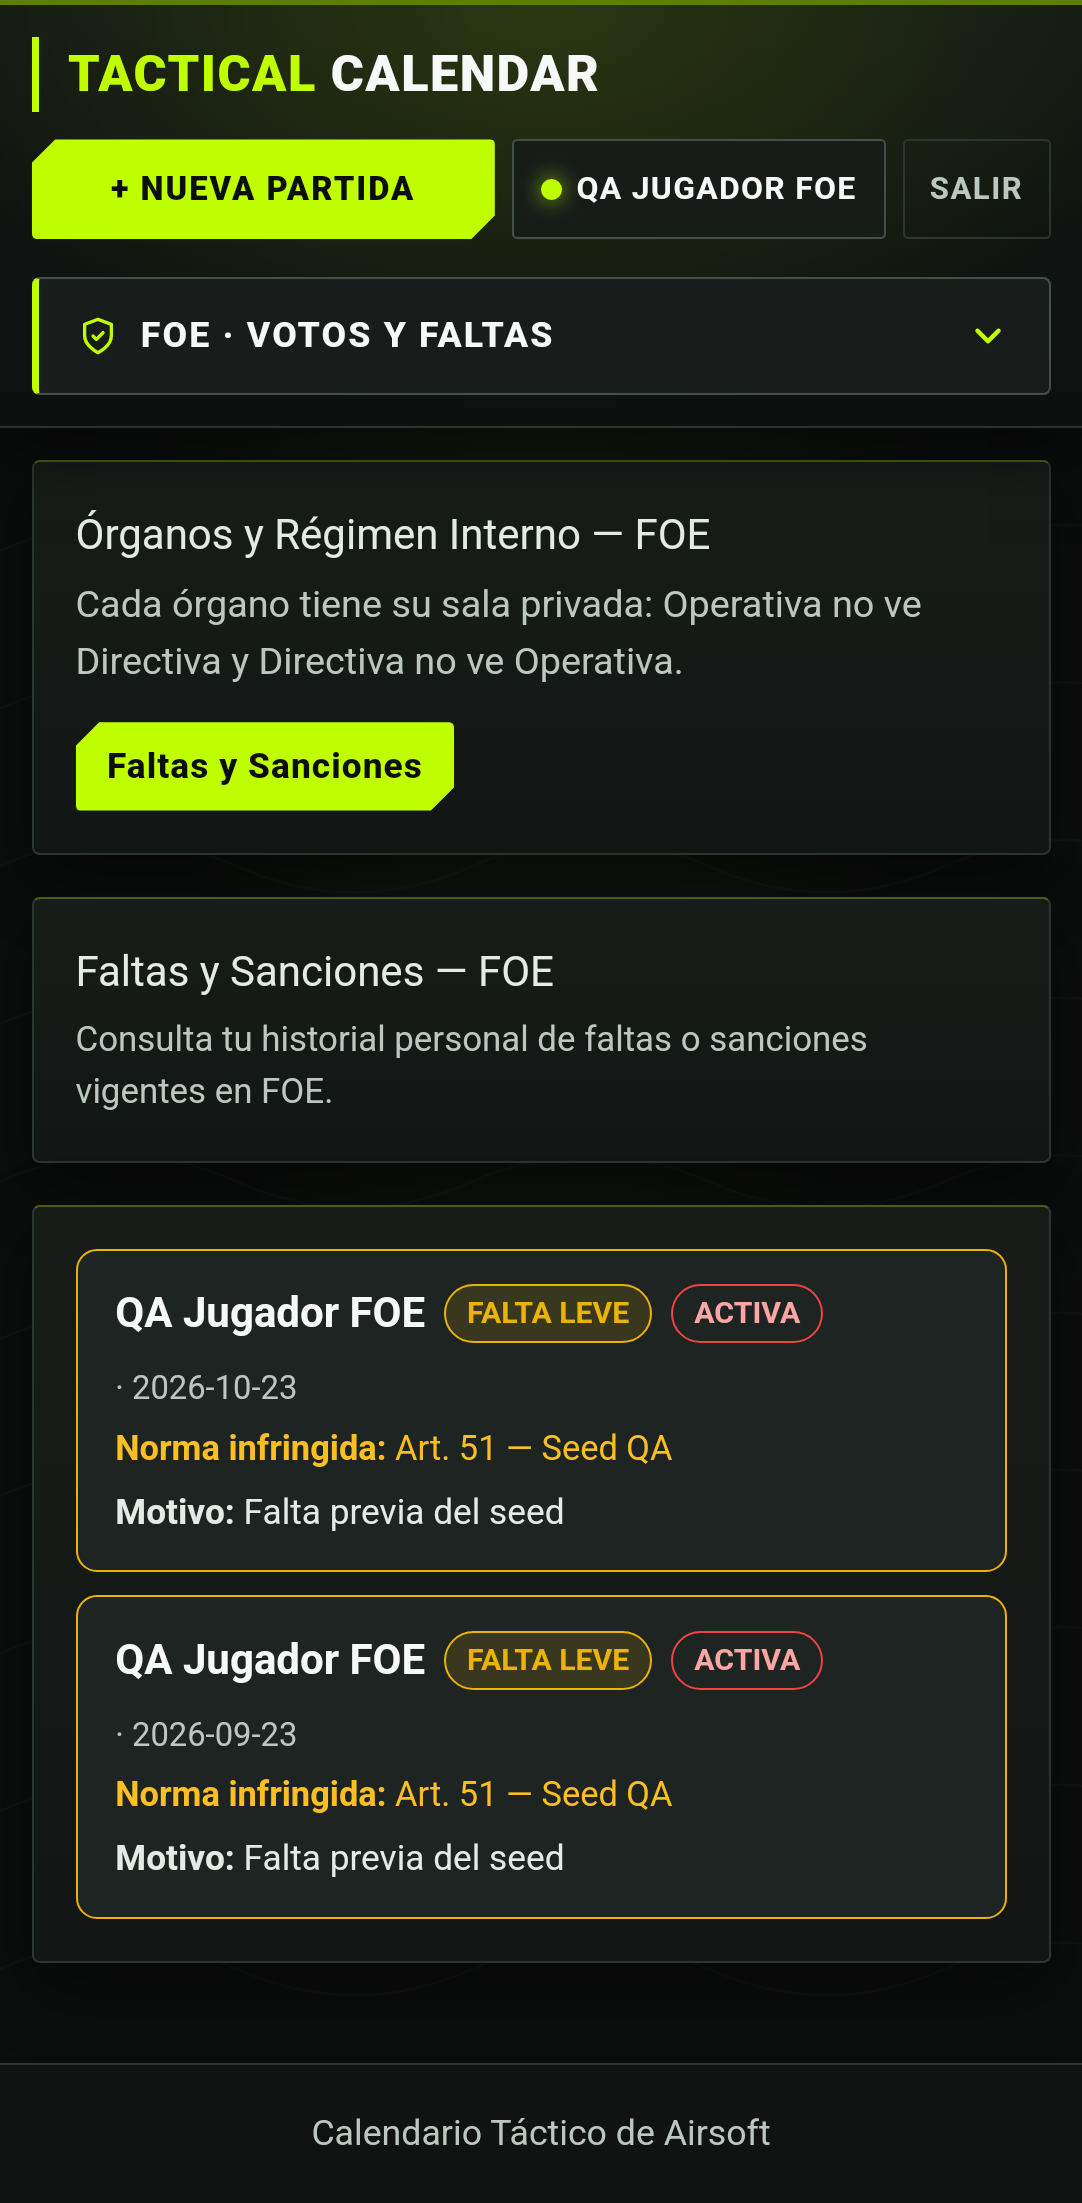 TACTICAL CALENDAR
+ NUEVA PARTIDA
QA JUGADOR FOE
SALIR
FOE · VOTOS Y FALTAS
Órganos y Régimen Interno — FOE
Cada órgano tiene su sala privada: Operativa no ve
Directiva y Directiva no ve Operativa.
Faltas y Sanciones
Faltas y Sanciones — FOE
Consulta tu historial personal de faltas o sanciones
vigentes en FOE.
QA Jugador FOE FALTA LEVE ACTIVA
· 2026-10-23
Norma infringida: Art. 51 — Seed QA
Motivo: Falta previa del seed
QA Jugador FOE FALTA LEVE ACTIVA
· 2026-09-23
Norma infringida: Art. 51 — Seed QA
Motivo: Falta previa del seed
Calendario Táctico de Airsoft